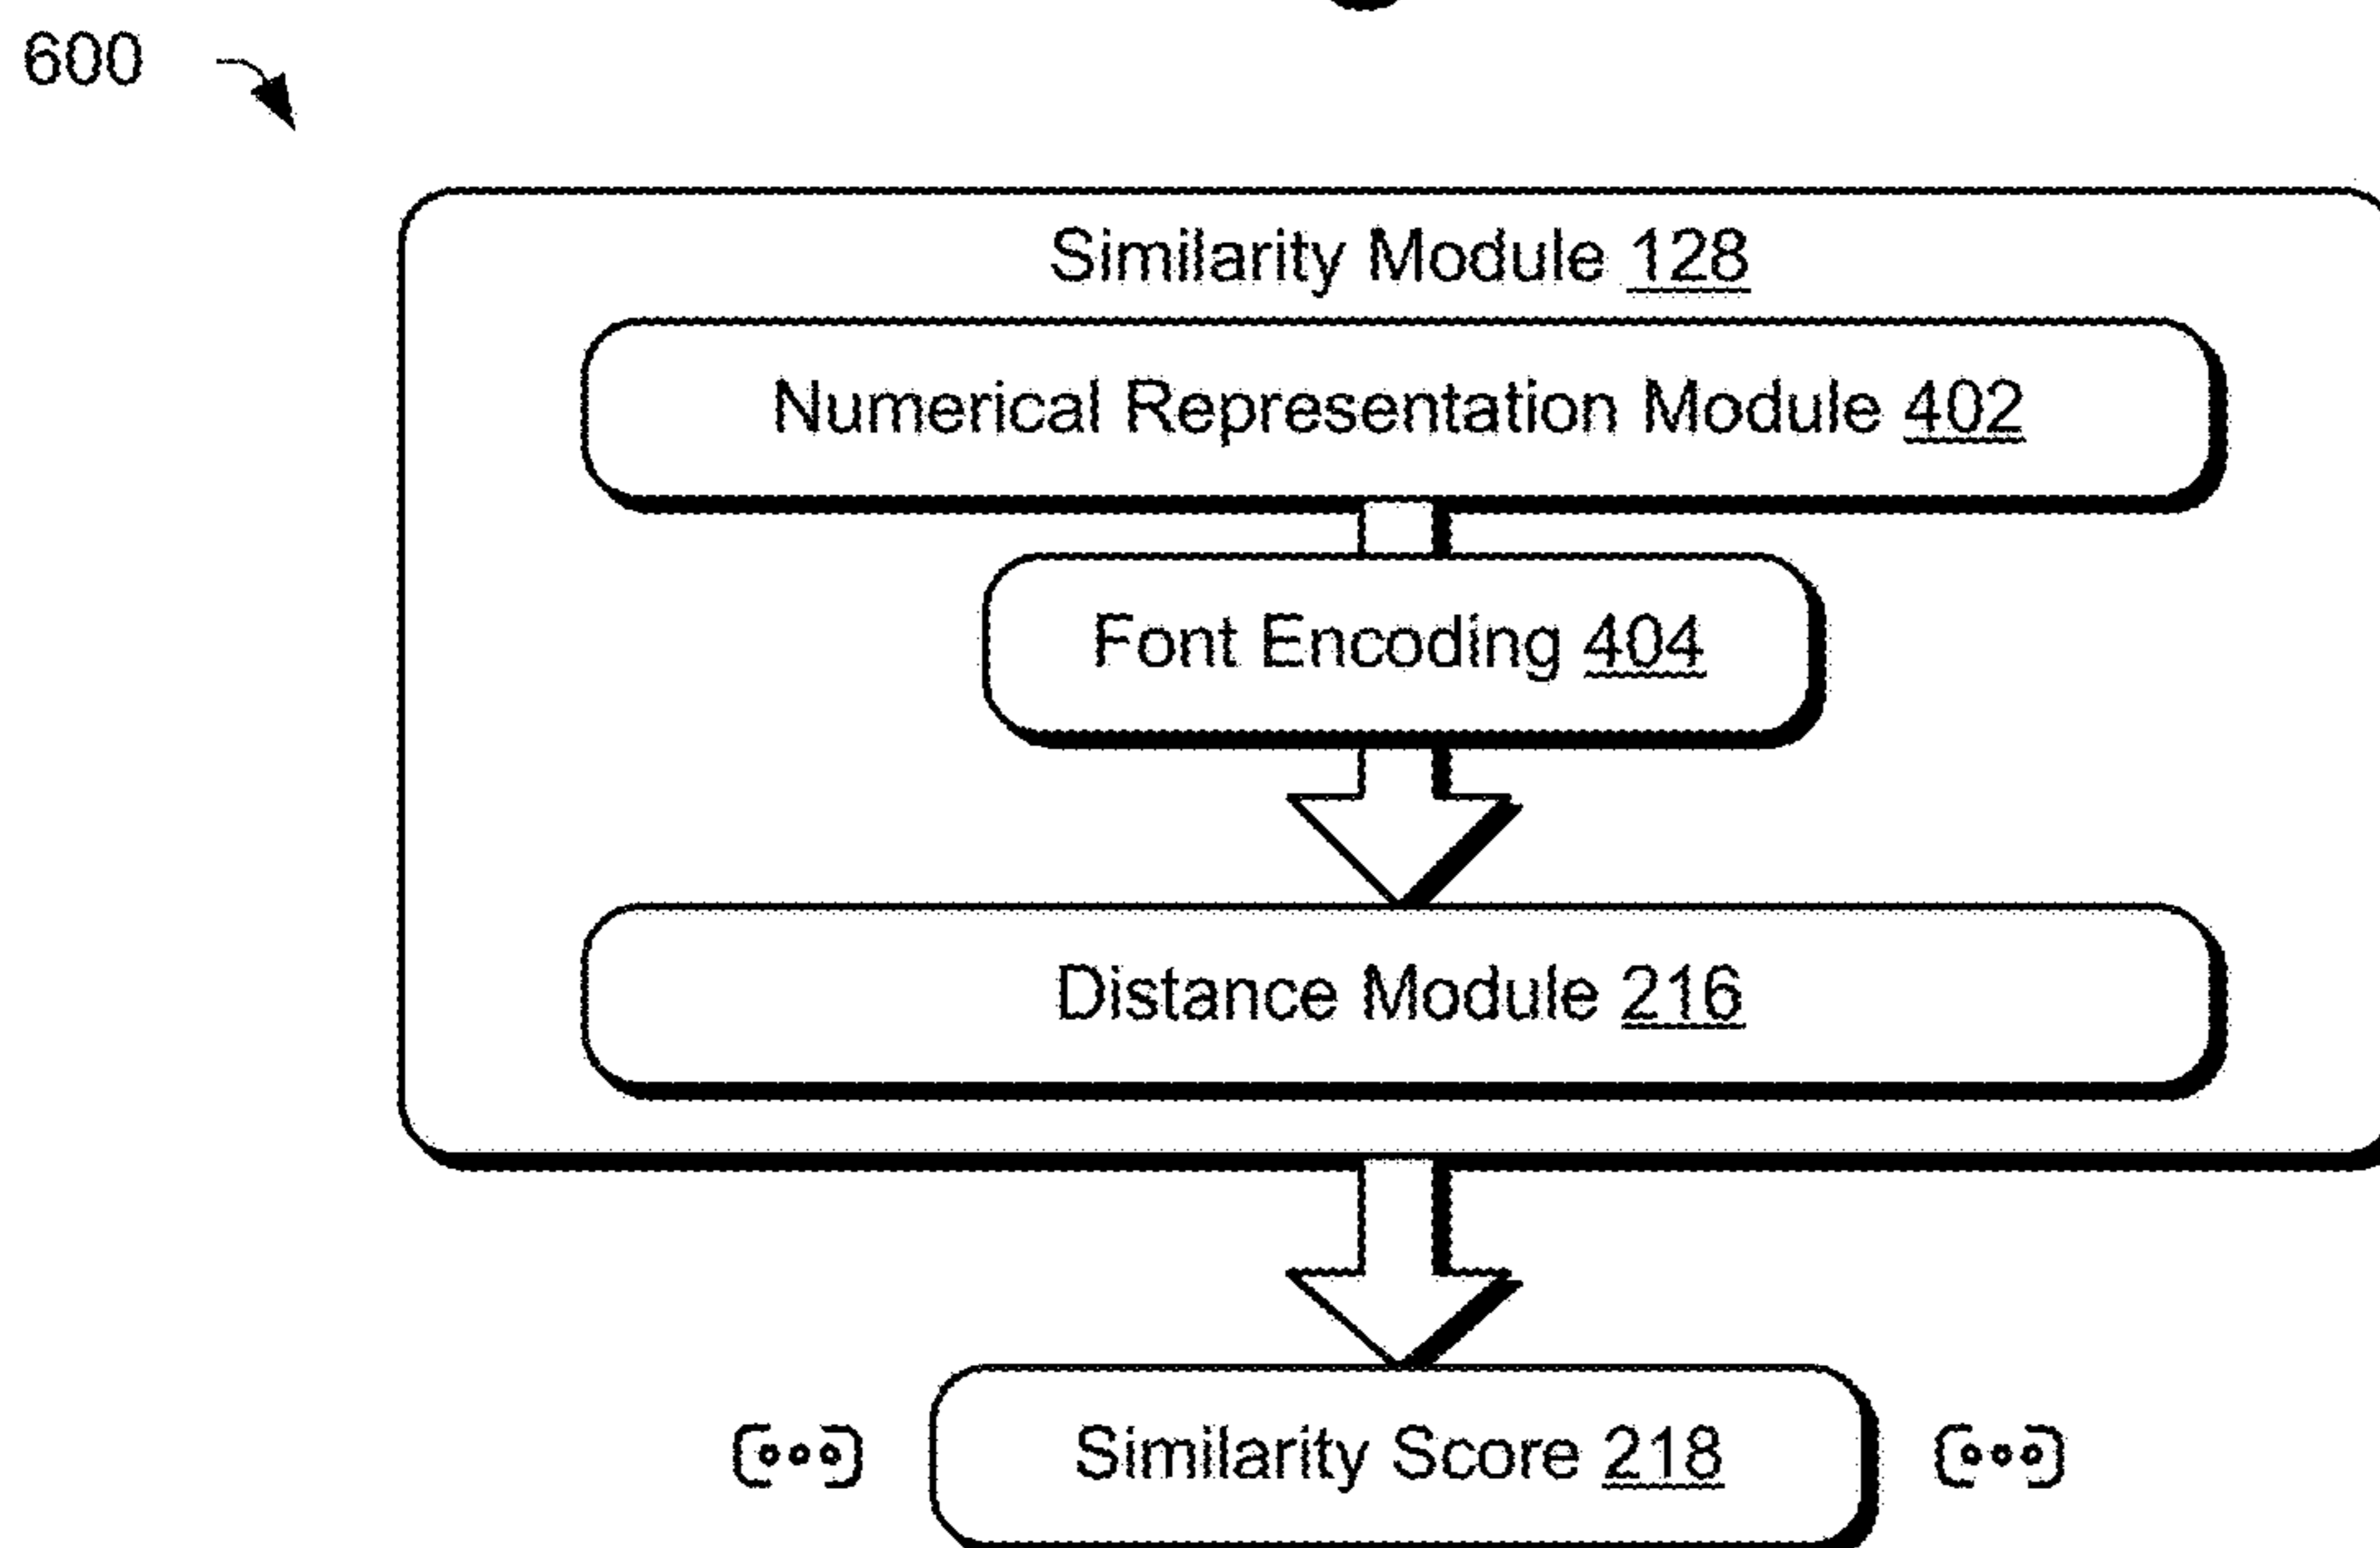 600
Similarity Module 128
Numerical Representation Module 402
Font Encoding 404
Distance Module 216
Similarity Score 218